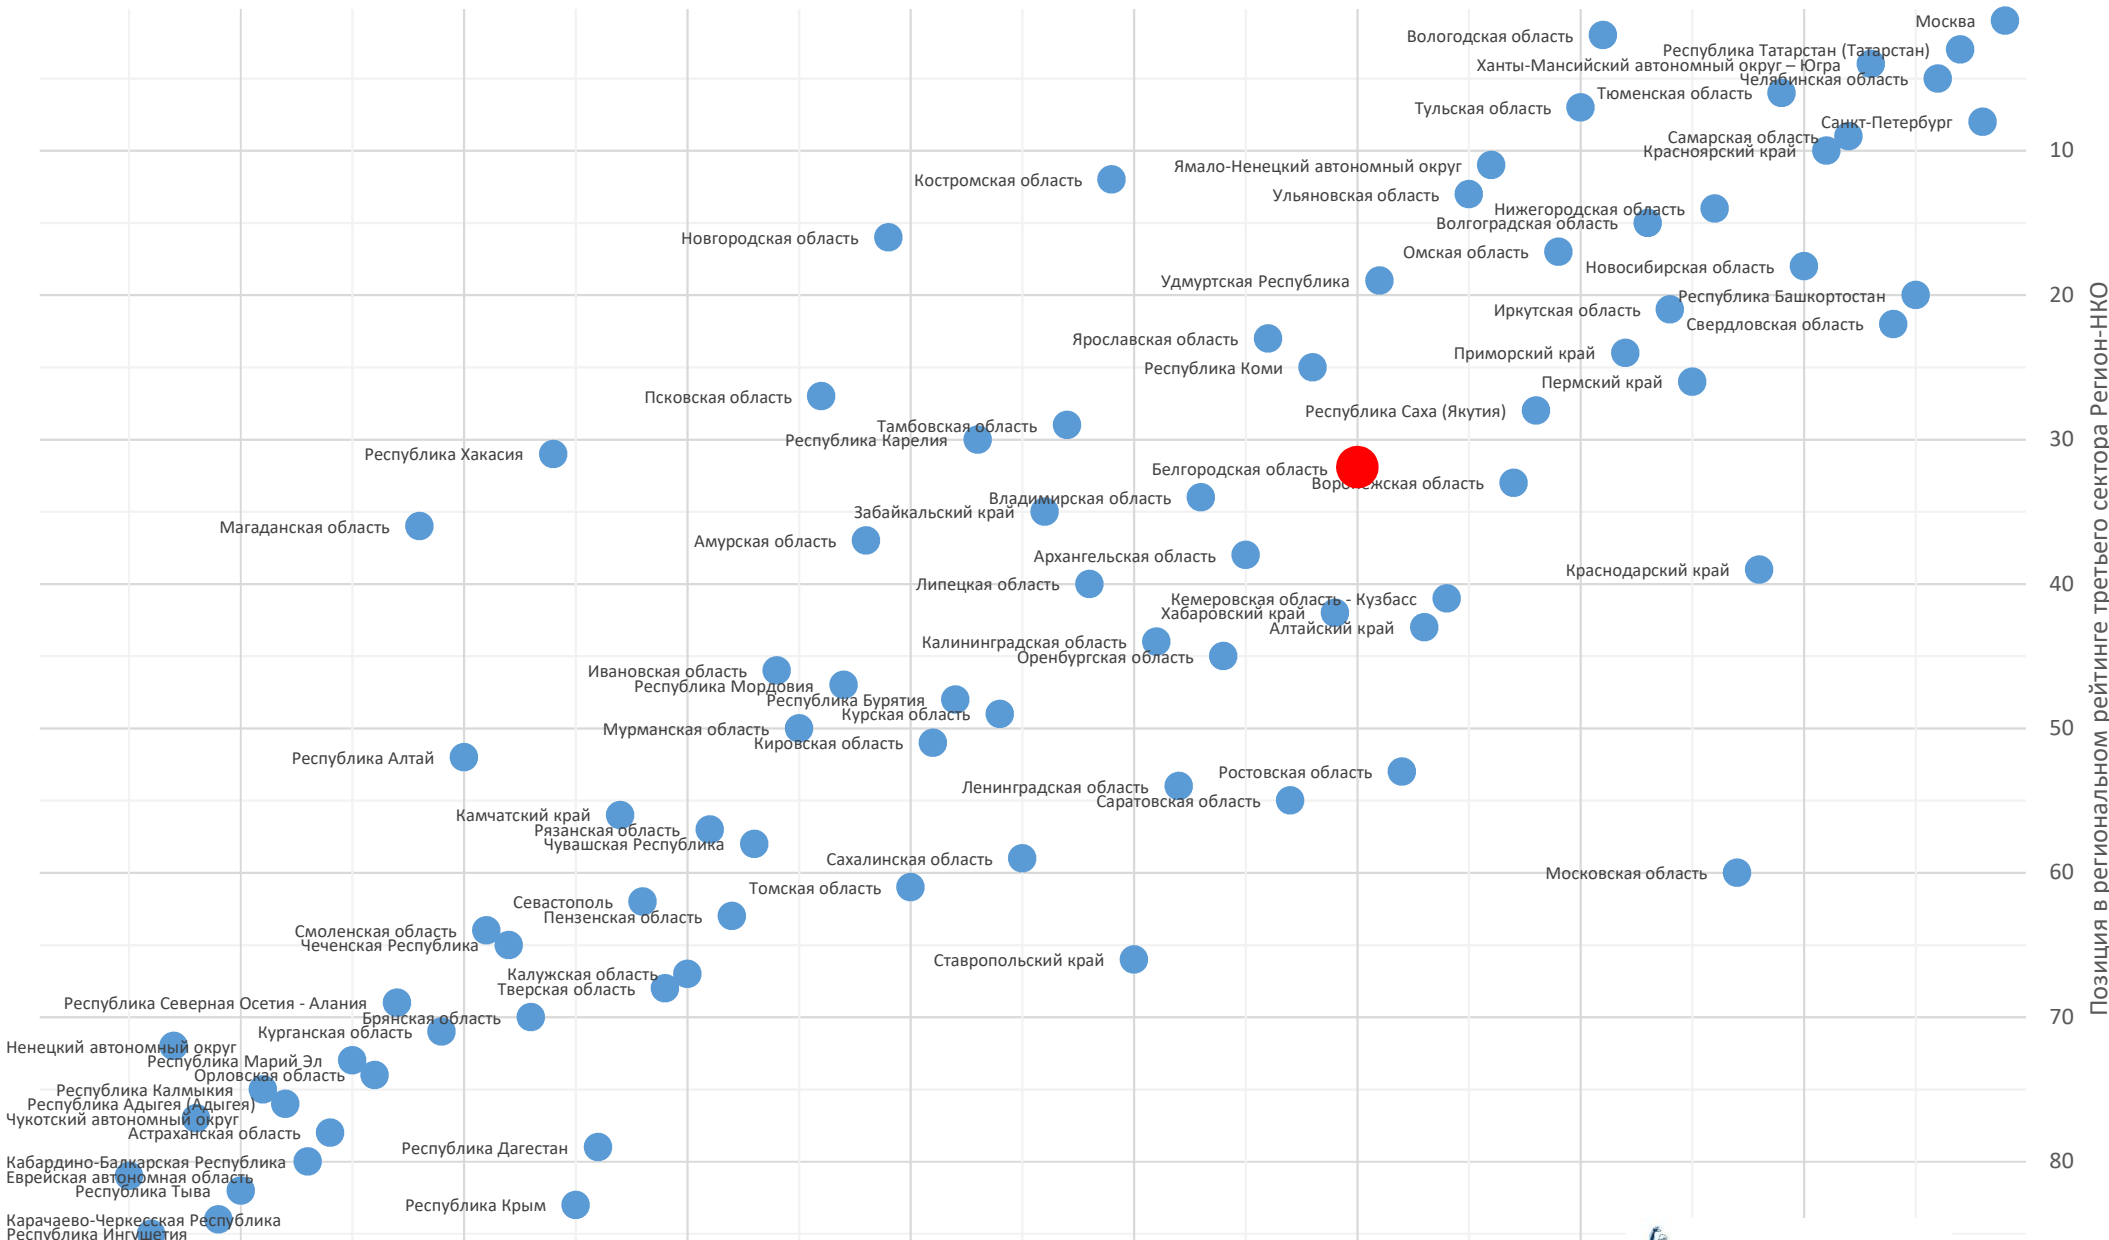 Москва
Вологодская область
Республика Татарстан (Татарстан)
Ханты-Мансийский автономный округ – Югра
Челябинская область
Тюменская область
Тульская область
Санкт-Петербург
Самарская область
Красноярский край
10
Ямало-Ненецкий автономный округ
Костромская область
Ульяновская область
Нижегородская область
Волгоградская область
Новгородская область
Омская область
Новосибирская область
Удмуртская Республика
Республика Башкортостан
20
Иркутская область
Свердловская область
Ярославская область
Приморский край
Республика Коми
Пермский край
Псковская область
Республика Саха (Якутия)
Тамбовская область
Республика Карелия
30
Республика Хакасия
Белгородская область
Воронежская область
Владимирская область
Забайкальский край
Магаданская область
Амурская область
Архангельская область
Краснодарский край
Липецкая область
40
Кемеровская область - Кузбасс
Хабаровский край
Алтайский край
Калининградская область
Оренбургская область
Ивановская область
Республика Мордовия
Республика Бурятия
Курская область
Мурманская область
50
Кировская область
Республика Алтай
Ростовская область
Ленинградская область
Саратовская область
Камчатский край
Рязанская область
Чувашская Республика
Сахалинская область
Московская область
60
Томская область
Севастополь
Пензенская область
Смоленская область
Чеченская Республика
Ставропольский край
Калужская область
Тверская область
Республика Северная Осетия - Алания
Брянская область
70
Курганская область
Ненецкий автономный округ
Республика Марий Эл
Орловская область
Республика Калмыкия
Республика Адыгея (Адыгея)
Чукотский автономный округ
Астраханская область
Республика Дагестан
Кабардино-Балкарская Республика
80
Еврейская автономная область
Республика Тыва
Республика Крым
Карачаево-Черкесская Республика
Республика Ингушетия
Позиция в региональном рейтинге третьего сектора Регион-НКО